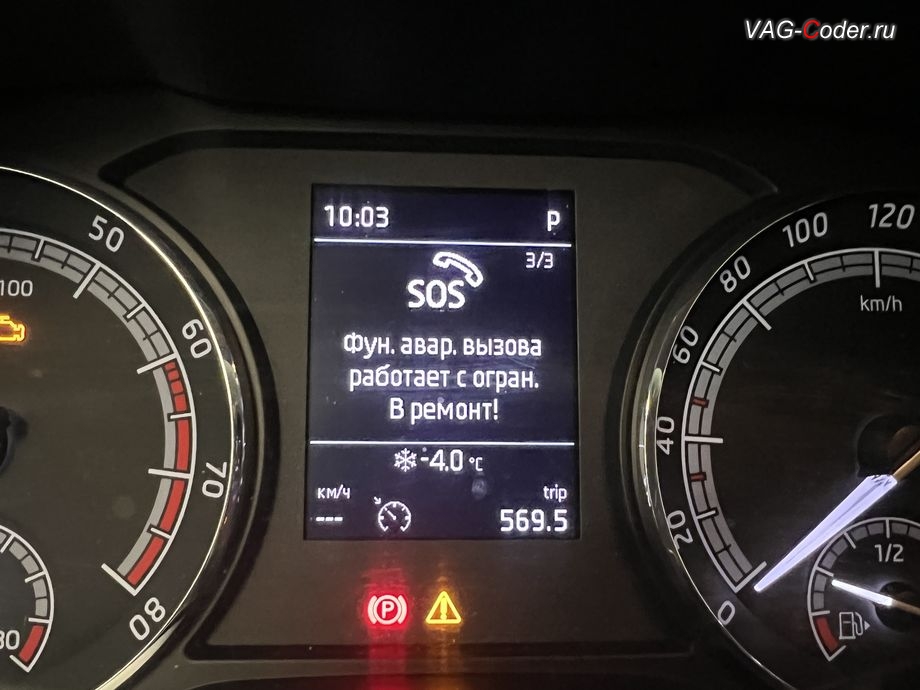 VAG-Coder.ru
10:03 P
3/3
SOS
Фун. авар. вызова
работает с огран.
В ремонт!
-4.0 °C
км/ч trip
--- 569.5
50
60
70
80
100
0
20
40
60
80
100
120
km/h
1/2
P